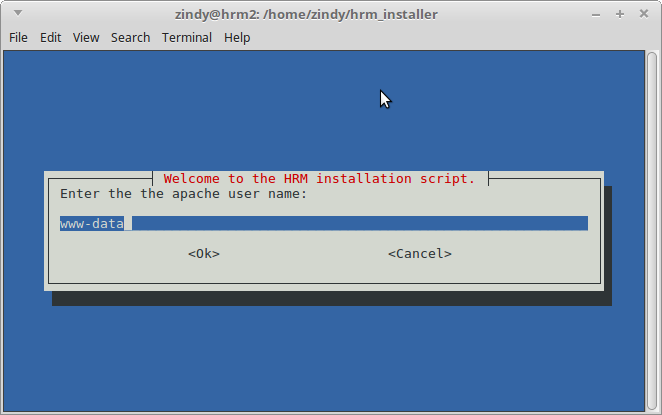 zindy@hrm2: /home/zindy/hrm_installer
File Edit View Search Terminal Help
Welcome to the HRM installation script.
Enter the the apache user name:
www-data
<Ok> <Cancel>